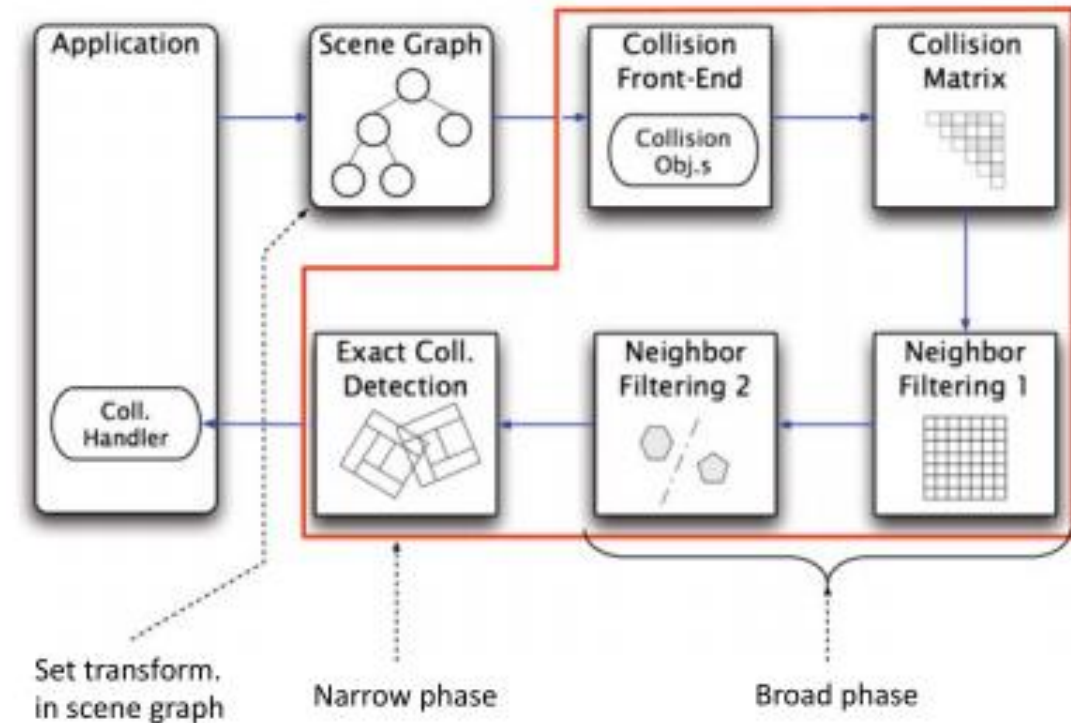 Application
Scene Graph
Collision
Front-End
Collision
Obj.s
Collision
Matrix
Exact Coll.
Detection
Neighbor
Filtering 2
Neighbor
Filtering 1
Coll.
Handler
Set transform.
in scene graph
Narrow phase
Broad phase